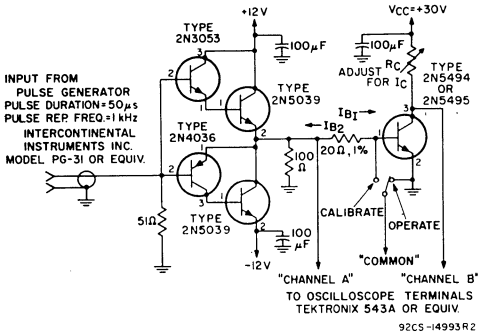 +12V
100µF
TYPE
2N3053
3
1
2N5039
3
1
2
INPUT FROM
PULSE GENERATOR
PULSE DURATION=50µs
PULSE REP. FREQ.=1 kHz
INTERCONTINENTAL
INSTRUMENTS INC.
MODEL PG-31 OR EQUIV.
TYPE
2N4036
2
1
3
TYPE
2N5039
1
2
51Ω
100
µF
-12V
IB2
IB1
100
Ω
20Ω, 1%
VCC=+30V
100µF
RC
ADJUST
FOR IC
TYPE
2N5494
OR
2N5495
3
1
2
CALIBRATE
OPERATE
"COMMON"
"CHANNEL A"
"CHANNEL B"
TO OSCILLOSCOPE TERMINALS
TEKTRONIX 543A OR EQUIV.
92CS-14993R2